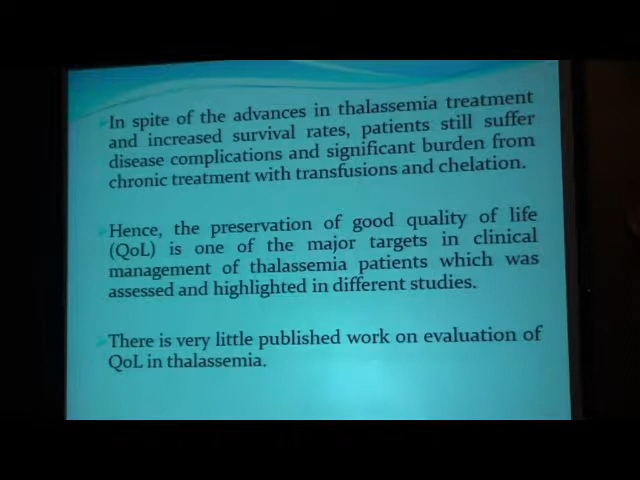 In spite of the advances in thalassemia treatment
and increased survival rates, patients still suffer
disease complications and significant burden from
chronic treatment with transfusions and chelation.
Hence, the preservation of good quality of life
(QoL) is one of the major targets in clinical
management of thalassemia patients which was
assessed and highlighted in different studies.
There is very little published work on evaluation of
QoL in thalassemia.